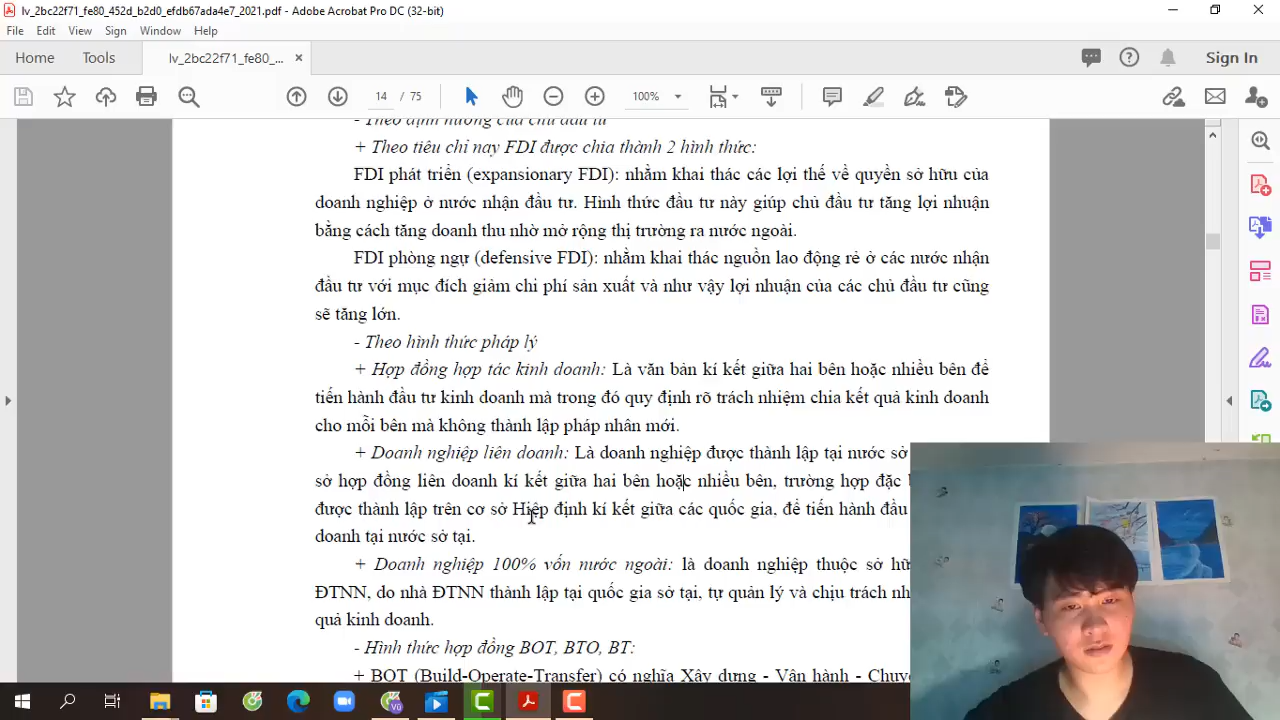 lv_2bc22f71_fe80_452d_b2d0_efdb67ada4e7_2021.pdf - Adobe Acrobat Pro DC (32-bit)
File Edit View Sign Window Help
Home Tools lv_2bc22f71_fe80_... × Sign In
14 / 75 100%
- Theo định hướng của chủ đầu tư
+ Theo tiêu chí nay FDI được chia thành 2 hình thức:
FDI phát triển (expansionary FDI): nhằm khai thác các lợi thế về quyền sở hữu của
doanh nghiệp ở nước nhận đầu tư. Hình thức đầu tư này giúp chủ đầu tư tăng lợi nhuận
bằng cách tăng doanh thu nhờ mở rộng thị trường ra nước ngoài.
FDI phòng ngự (defensive FDI): nhằm khai thác nguồn lao động rẻ ở các nước nhận
đầu tư với mục đích giảm chi phí sản xuất và như vậy lợi nhuận của các chủ đầu tư cũng
sẽ tăng lớn.
- Theo hình thức pháp lý
+ Hợp đồng hợp tác kinh doanh: Là văn bản kí kết giữa hai bên hoặc nhiều bên để
tiến hành đầu tư kinh doanh mà trong đó quy định rõ trách nhiệm chia kết quả kinh doanh
cho mỗi bên mà không thành lập pháp nhân mới.
+ Doanh nghiệp liên doanh: Là doanh nghiệp được thành lập tại nước sở
sở hợp đồng liên doanh kí kết giữa hai bên hoặc nhiều bên, trường hợp đặc
được thành lập trên cơ sở Hiệp định kí kết giữa các quốc gia, để tiến hành đầu
doanh tại nước sở tại.
+ Doanh nghiệp 100% vốn nước ngoài: là doanh nghiệp thuộc sở
ĐTNN, do nhà ĐTNN thành lập tại quốc gia sở tại, tự quản lý và chịu trách
quả kinh doanh.
- Hình thức hợp đồng BOT, BTO, BT:
+ BOT (Build-Operate-Transfer) có nghĩa Xây dựng - Vận hành -